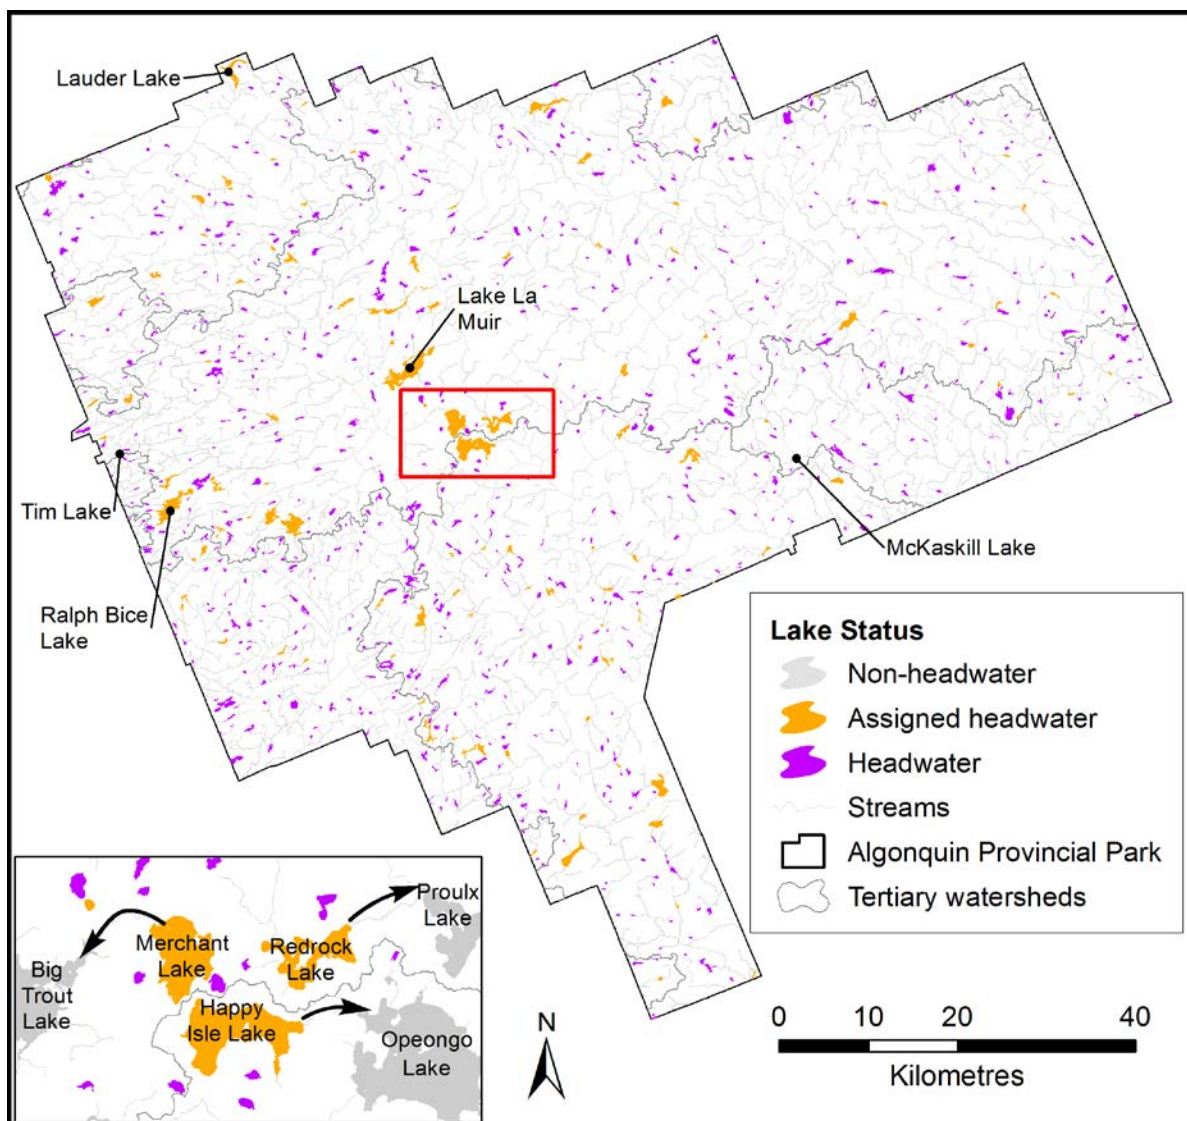 Lauder Lake
Lake La
Muir
Tim Lake
McKaskill Lake
Ralph Bice
Lake
Lake Status
Non-headwater
Assigned headwater
Headwater
Streams
Algonquin Provincial Park
Tertiary watersheds
Proulx
Lake
Merchant
Lake
Redrock
Lake
Big
Trout
Lake
Happy
Isle Lake
Opeongo
Lake
N
0 10 20 40
Kilometres